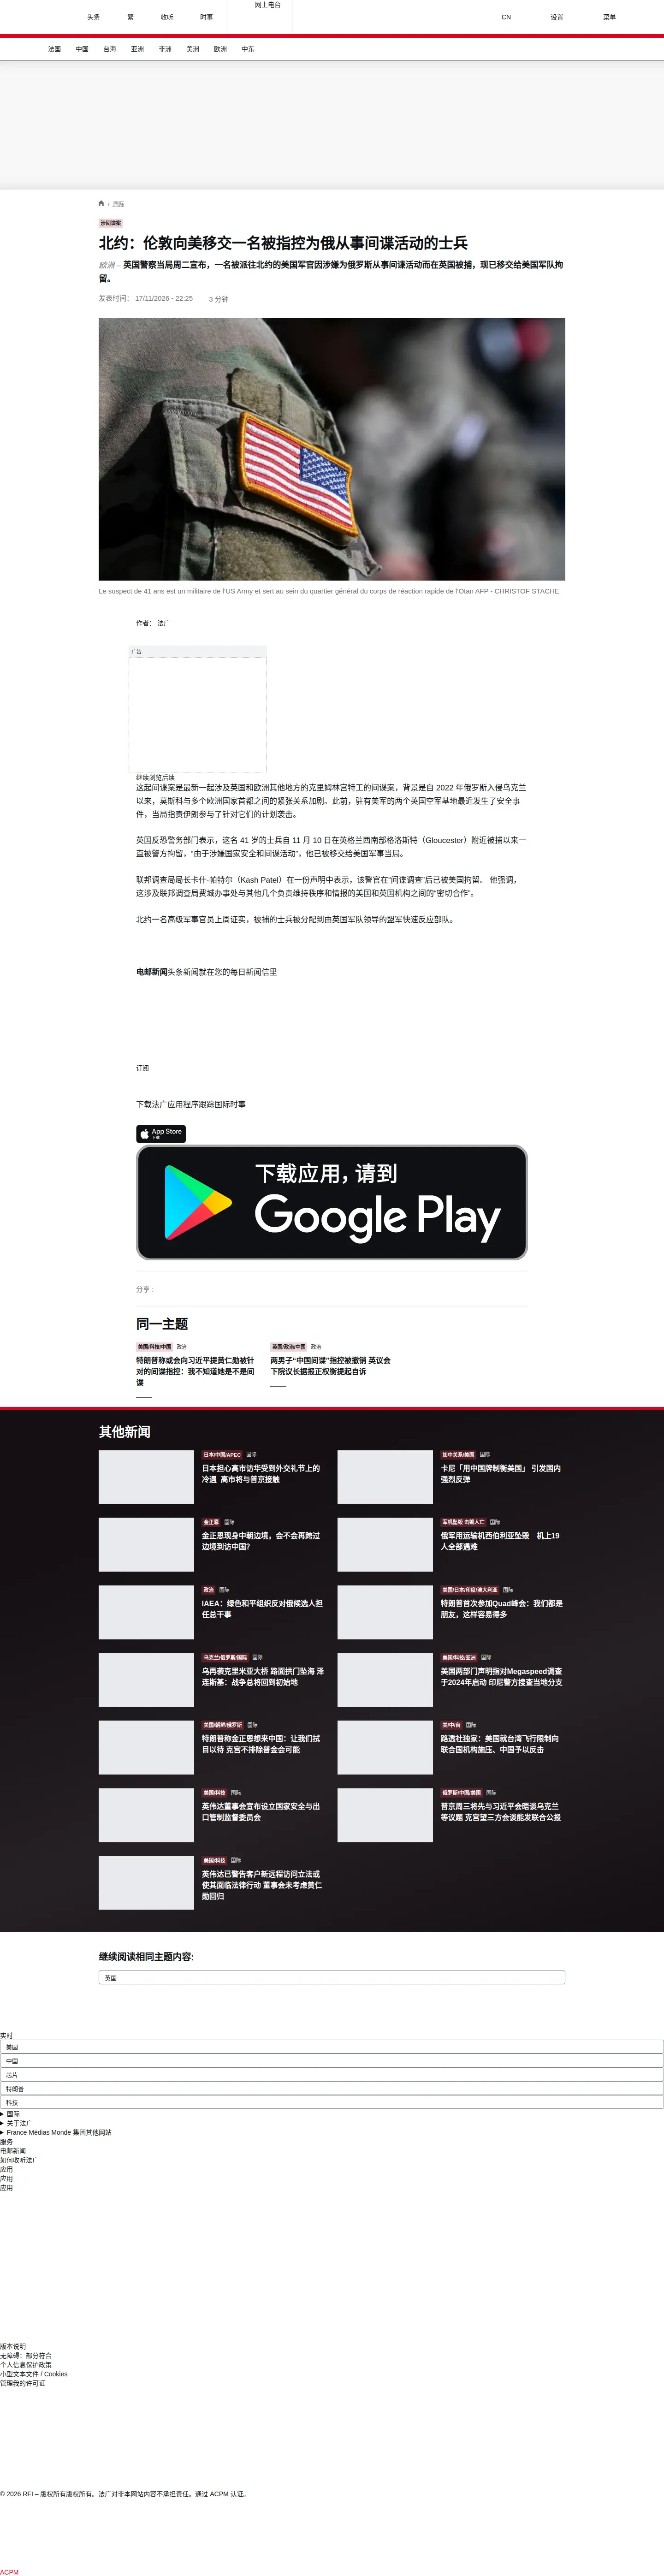 头条
繁
收听
时事
网上电台
CN
设置
菜单
法国
中国
台海
亚洲
非洲
美洲
欧洲
中东
/ 国际
涉间谍案
北约：伦敦向美移交一名被指控为俄从事间谍活动的士兵
欧洲 – 英国警察当局周二宣布，一名被派往北约的美国军官因涉嫌为俄罗斯从事间谍活动而在英国被捕，现已移交给美国军队拘
留。
发表时间： 17/11/2026 - 22:25
3 分钟
Le suspect de 41 ans est un militaire de l'US Army et sert au sein du quartier général du corps de réaction rapide de l'Otan AFP - CHRISTOF STACHE
作者： 法广
广告
继续浏览后续
这起间谍案是最新一起涉及英国和欧洲其他地方的克里姆林宫特工的间谍案，背景是自 2022 年俄罗斯入侵乌克兰
以来，莫斯科与多个欧洲国家首都之间的紧张关系加剧。此前，驻有美军的两个英国空军基地最近发生了安全事
件，当局指责伊朗参与了针对它们的计划袭击。
英国反恐警务部门表示，这名 41 岁的士兵自 11 月 10 日在英格兰西南部格洛斯特（Gloucester）附近被捕以来一
直被警方拘留，“由于涉嫌国家安全和间谍活动”，他已被移交给美国军事当局。
联邦调查局局长卡什·帕特尔（Kash Patel）在一份声明中表示，该警官在“间谍调查”后已被美国拘留。 他强调，
这涉及联邦调查局费城办事处与其他几个负责维持秩序和情报的美国和英国机构之间的“密切合作”。
北约一名高级军事官员上周证实，被捕的士兵被分配到由英国军队领导的盟军快速反应部队。
电邮新闻头条新闻就在您的每日新闻信里
订阅
下载法广应用程序跟踪国际时事
App Store
下载
下载应用，请到
Google Play
分享 :
同一主题
美国/科技/中国 政治
特朗普称或会向习近平提黄仁勋被针
对的间谍指控：我不知道她是不是间
谍
英国/政治/中国 政治
两男子“中国间谍”指控被撤销 英议会
下院议长据报正权衡提起自诉
其他新闻
日本/中国/APEC 国际
日本担心高市访华受到外交礼节上的
冷遇 高市将与普京接触
加中关系/美国 国际
卡尼「用中国牌制衡美国」 引发国内
强烈反弹
金正恩 国际
金正恩现身中朝边境，会不会再跨过
边境到访中国？
军机坠毁 击毁人亡 国际
俄军用运输机西伯利亚坠毁 机上19
人全部遇难
政治 国际
IAEA：绿色和平组织反对俄候选人担
任总干事
美国/日本/印度/澳大利亚 国际
特朗普首次参加Quad峰会：我们都是
朋友，这样容易得多
乌克兰/俄罗斯/国际 国际
乌再袭克里米亚大桥 路面拱门坠海 泽
连斯基：战争总将回到初始地
美国/科技/亚洲 国际
美国两部门声明指对Megaspeed调查
于2024年启动 印尼警方搜查当地分支
美国/朝鲜/俄罗斯 国际
特朗普称金正恩想来中国：让我们拭
目以待 克宫不排除普金会可能
美/中/台 国际
路透社独家：美国就台湾飞行限制向
联合国机构施压、中国予以反击
美国/科技 国际
英伟达董事会宣布设立国家安全与出
口管制监督委员会
俄罗斯/中国/美国 国际
普京周三将先与习近平会晤谈乌克兰
等议题 克宫望三方会谈能发联合公报
美国/科技 国际
英伟达已警告客户新远程访问立法或
使其面临法律行动 董事会未考虑黄仁
勋回归
继续阅读相同主题内容:
英国
实时
美国
中国
芯片
特朗普
科技
国际
关于法广
France Médias Monde 集团其他网站
服务
电邮新闻
如何收听法广
应用
应用
应用
版本说明
无障碍：部分符合
个人信息保护政策
小型文本文件 / Cookies
管理我的许可证
© 2026 RFI – 版权所有版权所有。法广对非本网站内容不承担责任。通过 ACPM 认证。
ACPM